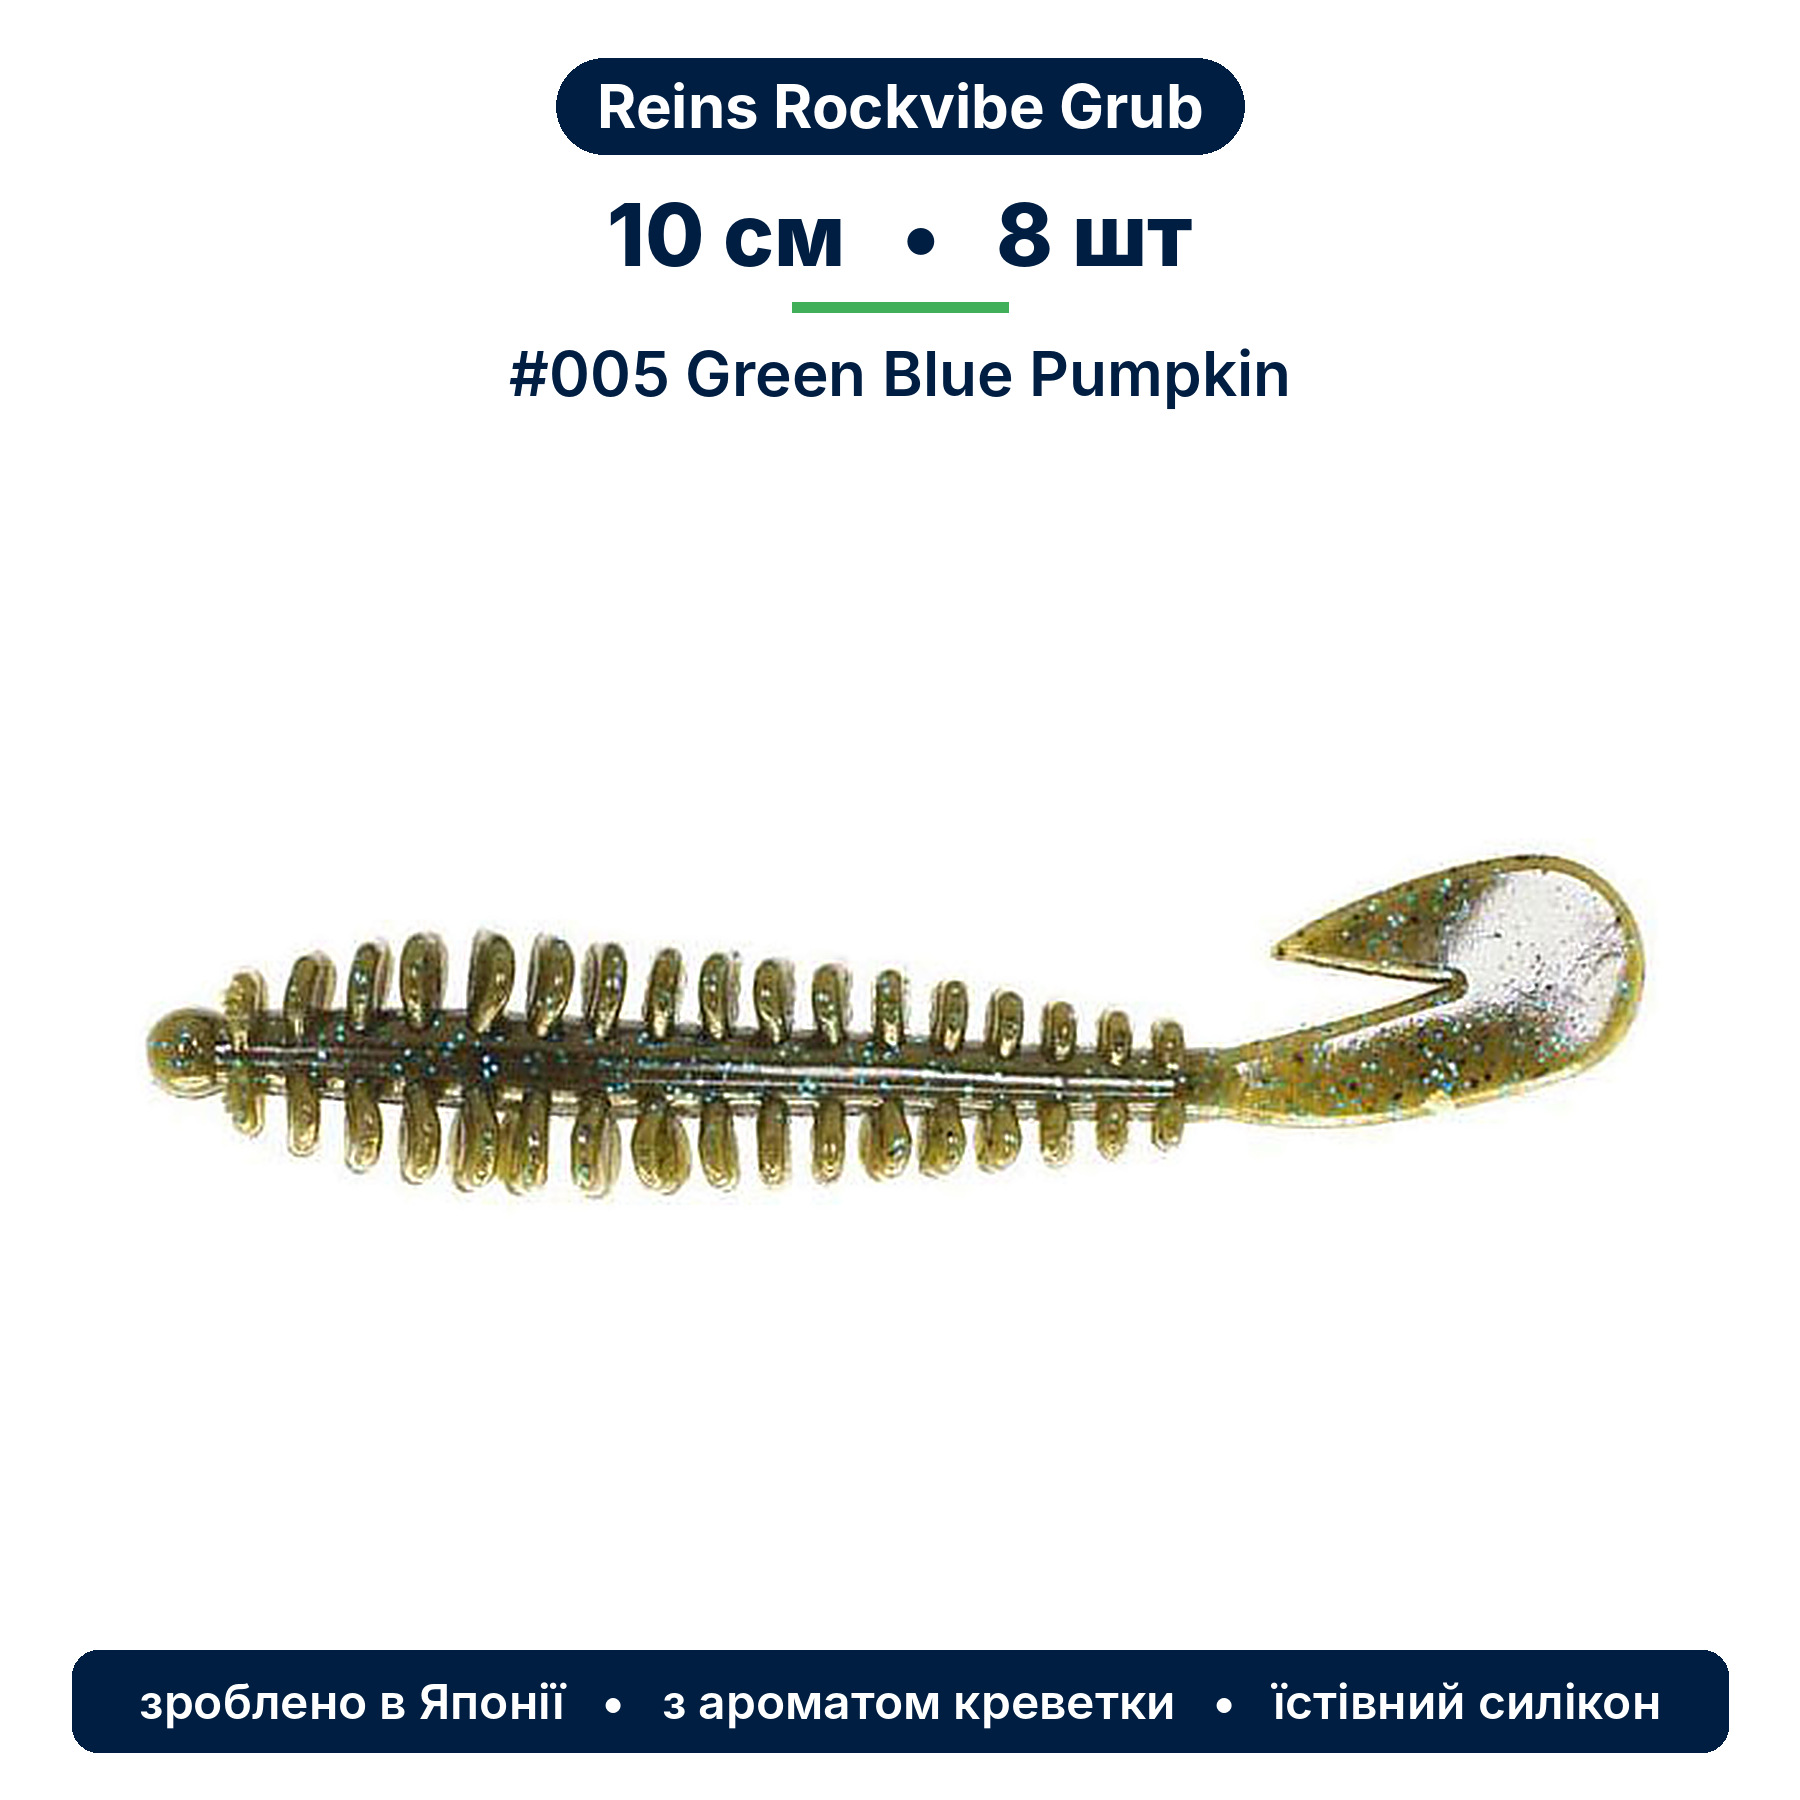 Reins Rockvibe Grub
10 см • 8 шт
#005 Green Blue Pumpkin
зроблено в Японії • з ароматом креветки • їстівний силікон